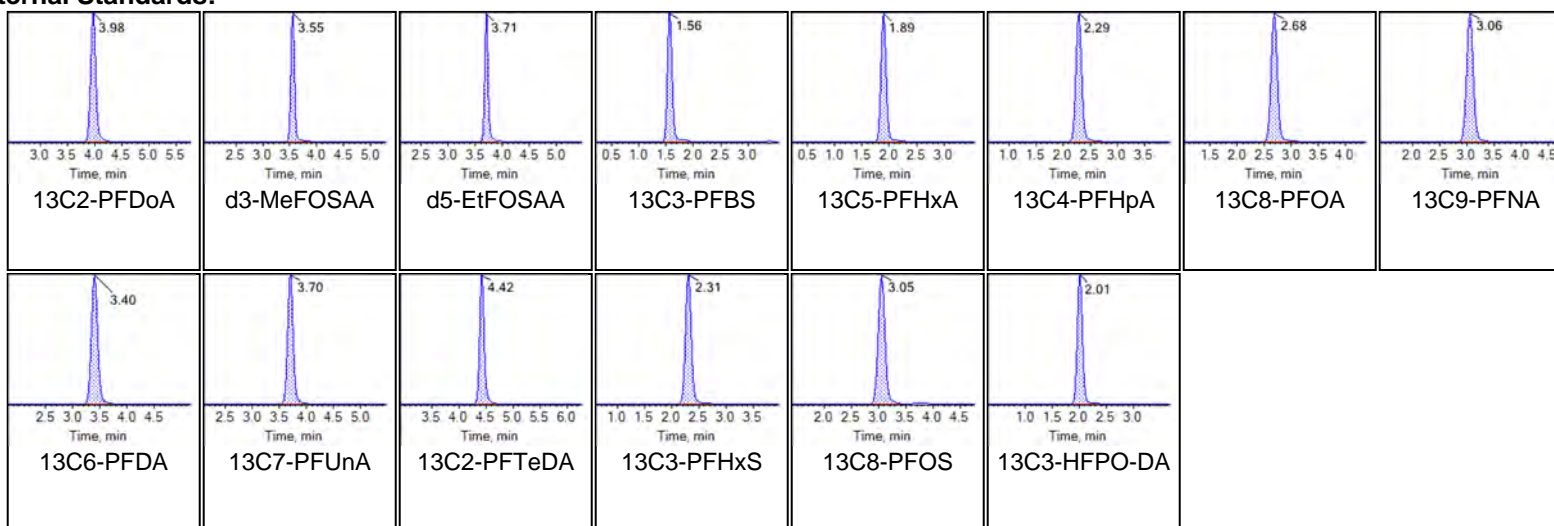 ternal Standards:
3.98 3.55 3.71 1.56 1.89 2.29 2.68 3.06
3.0 3.5 4.0 4.5 5.0 5.5 2.5 3.0 3.5 4.0 4.5 5.0 2.5 3.0 3.5 4.0 4.5 5.0 0.5 1.0 1.5 2.0 2.5 3.0 0.5 1.0 1.5 2.0 2.5 3.0 1.0 1.5 2.0 2.5 3.0 3.5 1.5 2.0 2.5 3.0 3.5 4.0 2.0 2.5 3.0 3.5 4.0 4.5
Time, min Time, min Time, min Time, min Time, min Time, min Time, min Time, min
13C2-PFDoA d3-MeFOSAA d5-EtFOSAA 13C3-PFBS 13C5-PFHxA 13C4-PFHpA 13C8-PFOA 13C9-PFNA
3.40 3.70 4.42 2.31 3.05 2.01
2.5 3.0 3.5 4.0 4.5 2.5 3.0 3.5 4.0 4.5 5.0 3.5 4.0 4.5 5.0 5.5 6.0 1.0 1.5 2.0 2.5 3.0 3.5 2.0 2.5 3.0 3.5 4.0 4.5 1.0 1.5 2.0 2.5 3.0
Time, min Time, min Time, min Time, min Time, min Time, min
13C6-PFDA 13C7-PFUnA 13C2-PFTeDA 13C3-PFHxS 13C8-PFOS 13C3-HFPO-DA